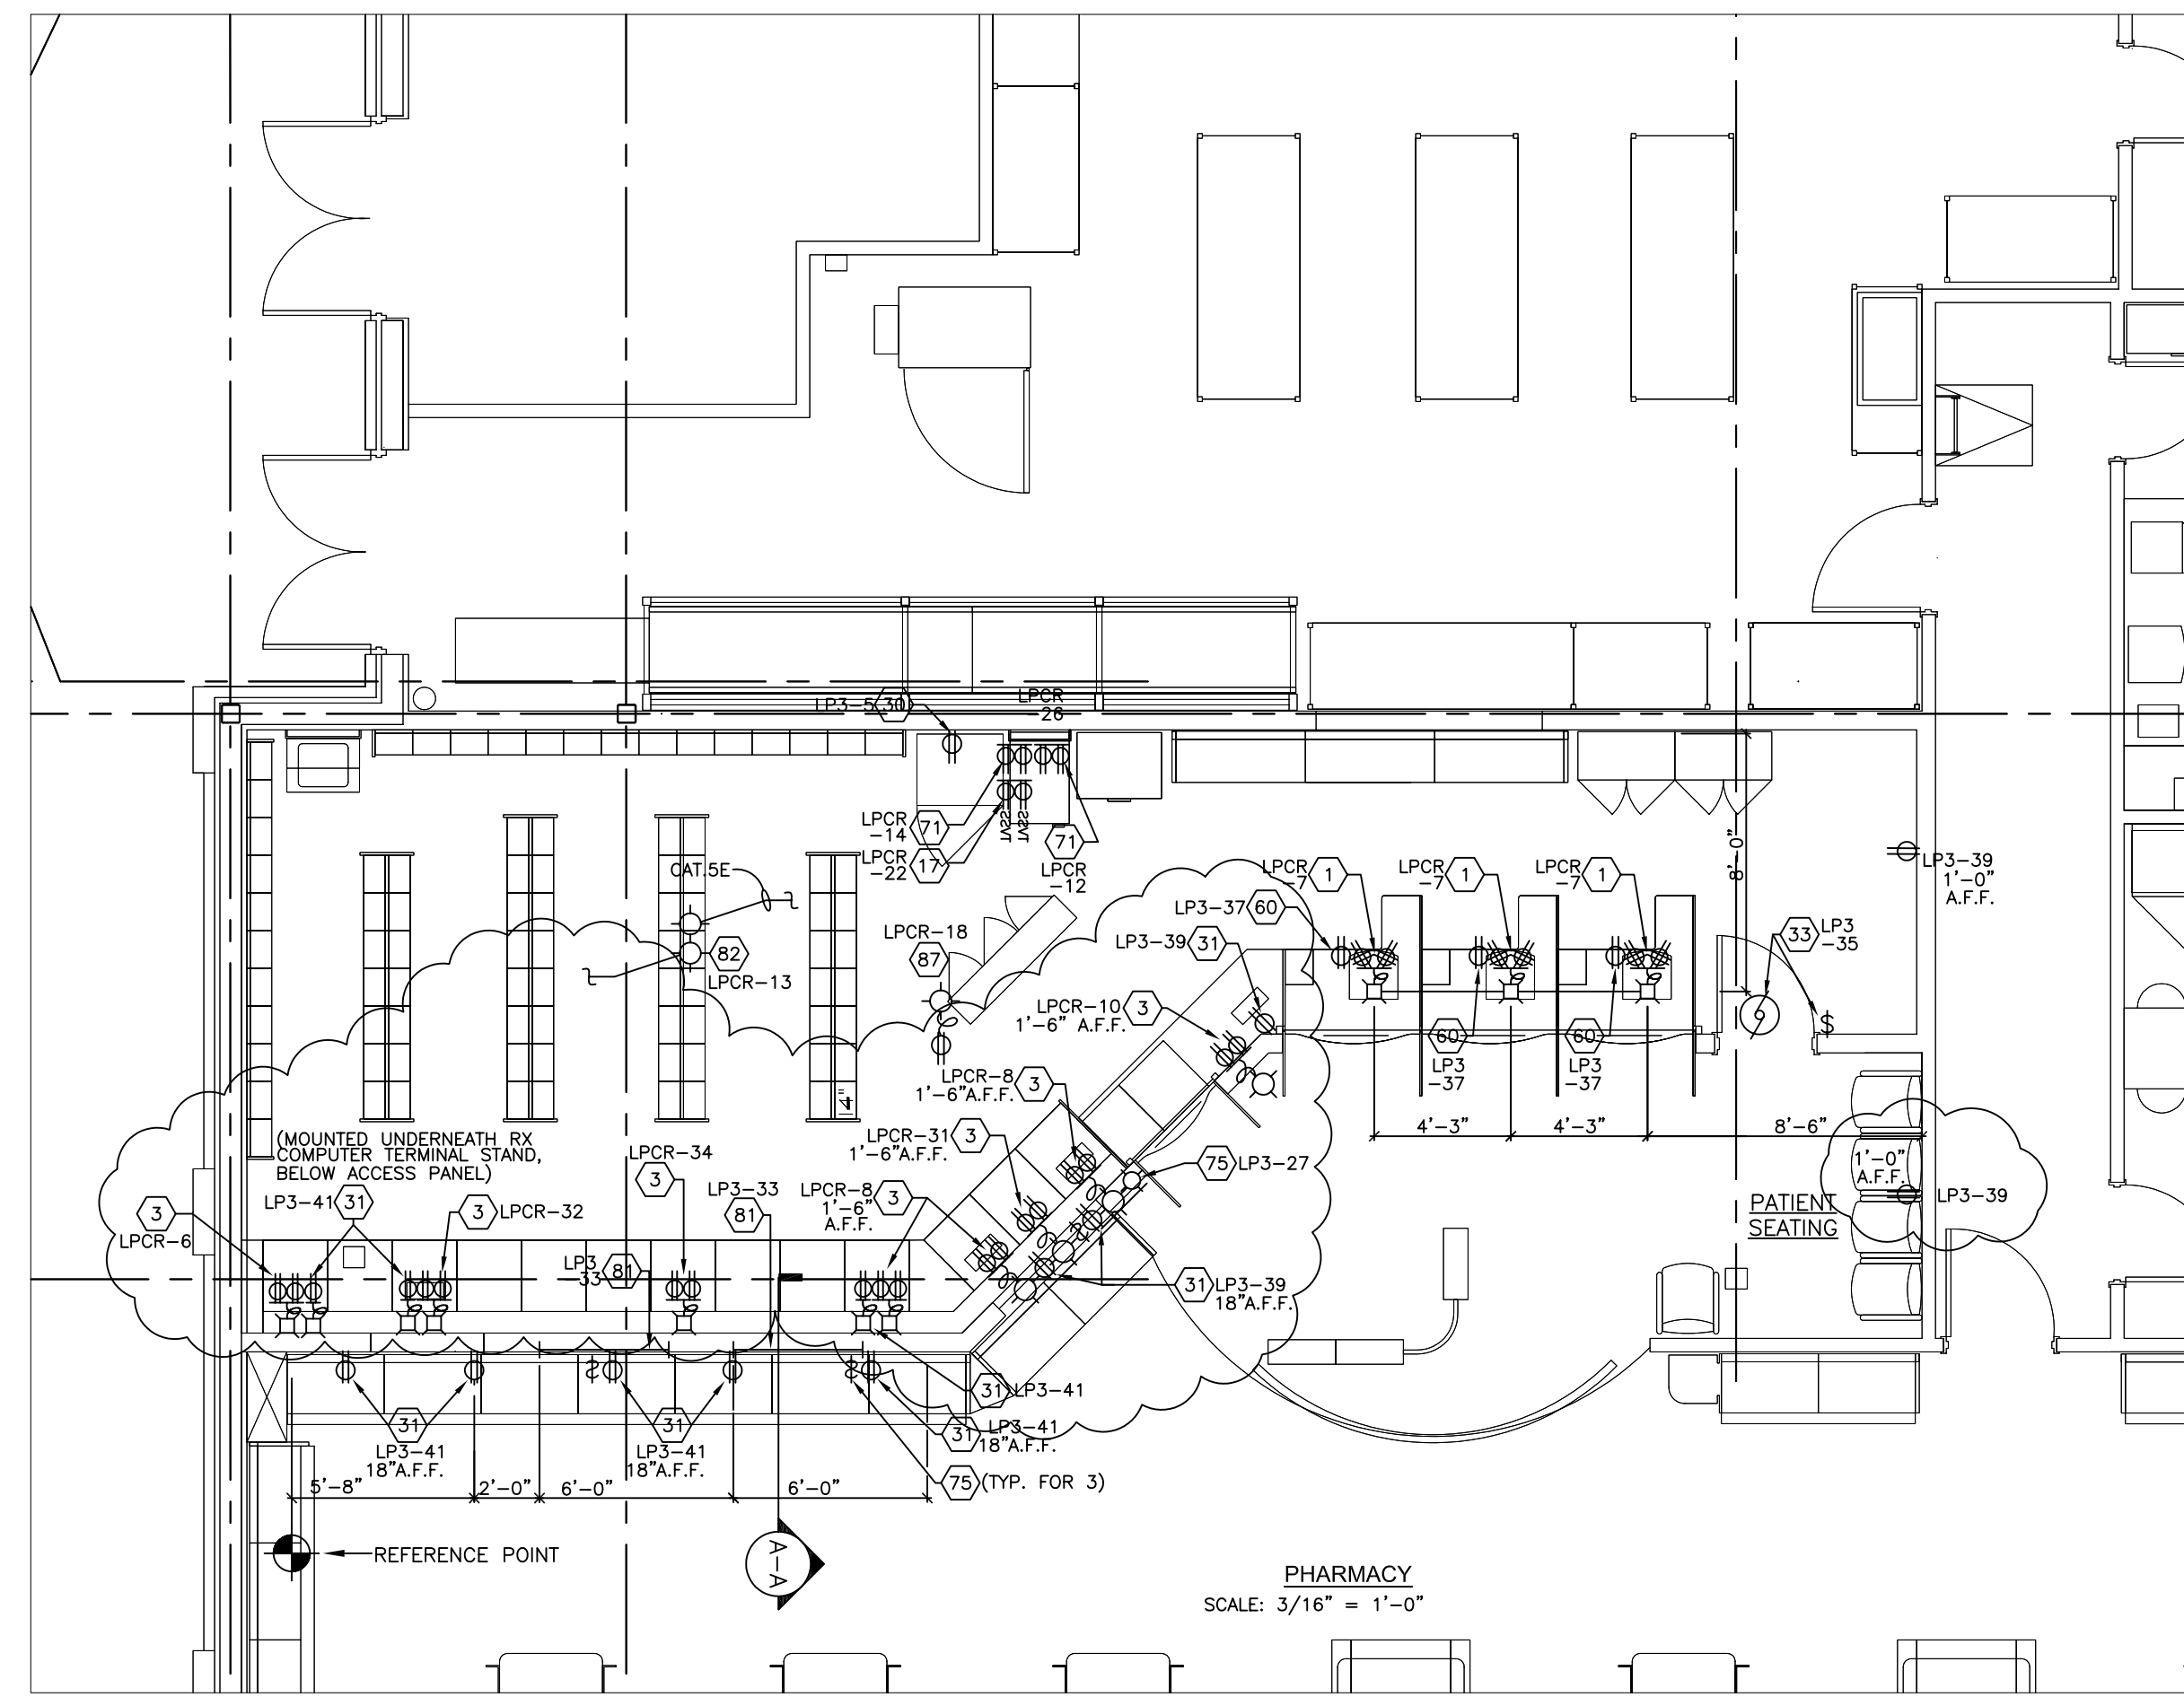 LP3-5
30
LPCR
-26
LPCR
-14
71
LPCR
-22
17
71
LPCR
-12
CAT.5E
82
LPCR-13
LPCR-18
87
LPCR
-7
1
LPCR
-7
1
LPCR
-7
1
8'-0"
LP3-39
1'-0"
A.F.F.
LP3-37
60
LP3-39
31
33
LP3
-35
$
LPCR-10
1'-6" A.F.F.
3
60
LP3
-37
60
LP3
-37
LPCR-8
1'-6"A.F.F.
3
LPCR-31
1'-6"A.F.F.
3
4'-3"
4'-3"
8'-6"
(MOUNTED UNDERNEATH RX
COMPUTER TERMINAL STAND,
BELOW ACCESS PANEL)
LPCR-34
3
75
LP3-27
1'-0"
A.F.F.
LP3-39
PATIENT
SEATING
3
LPCR-6
LP3-41
31
3
LPCR-32
LP3-33
81
LPCR-8
1'-6"
A.F.F.
3
LP3
-33
81
31
LP3-39
18"A.F.F.
31
LP3-41
31
LP3-41
18"A.F.F.
31
LP3-41
18"A.F.F.
31
LP3-41
18"A.F.F.
75
(TYP. FOR 3)
5'-8"
2'-0"
6'-0"
6'-0"
REFERENCE POINT
A-A
PHARMACY
SCALE: 3/16" = 1'-0"